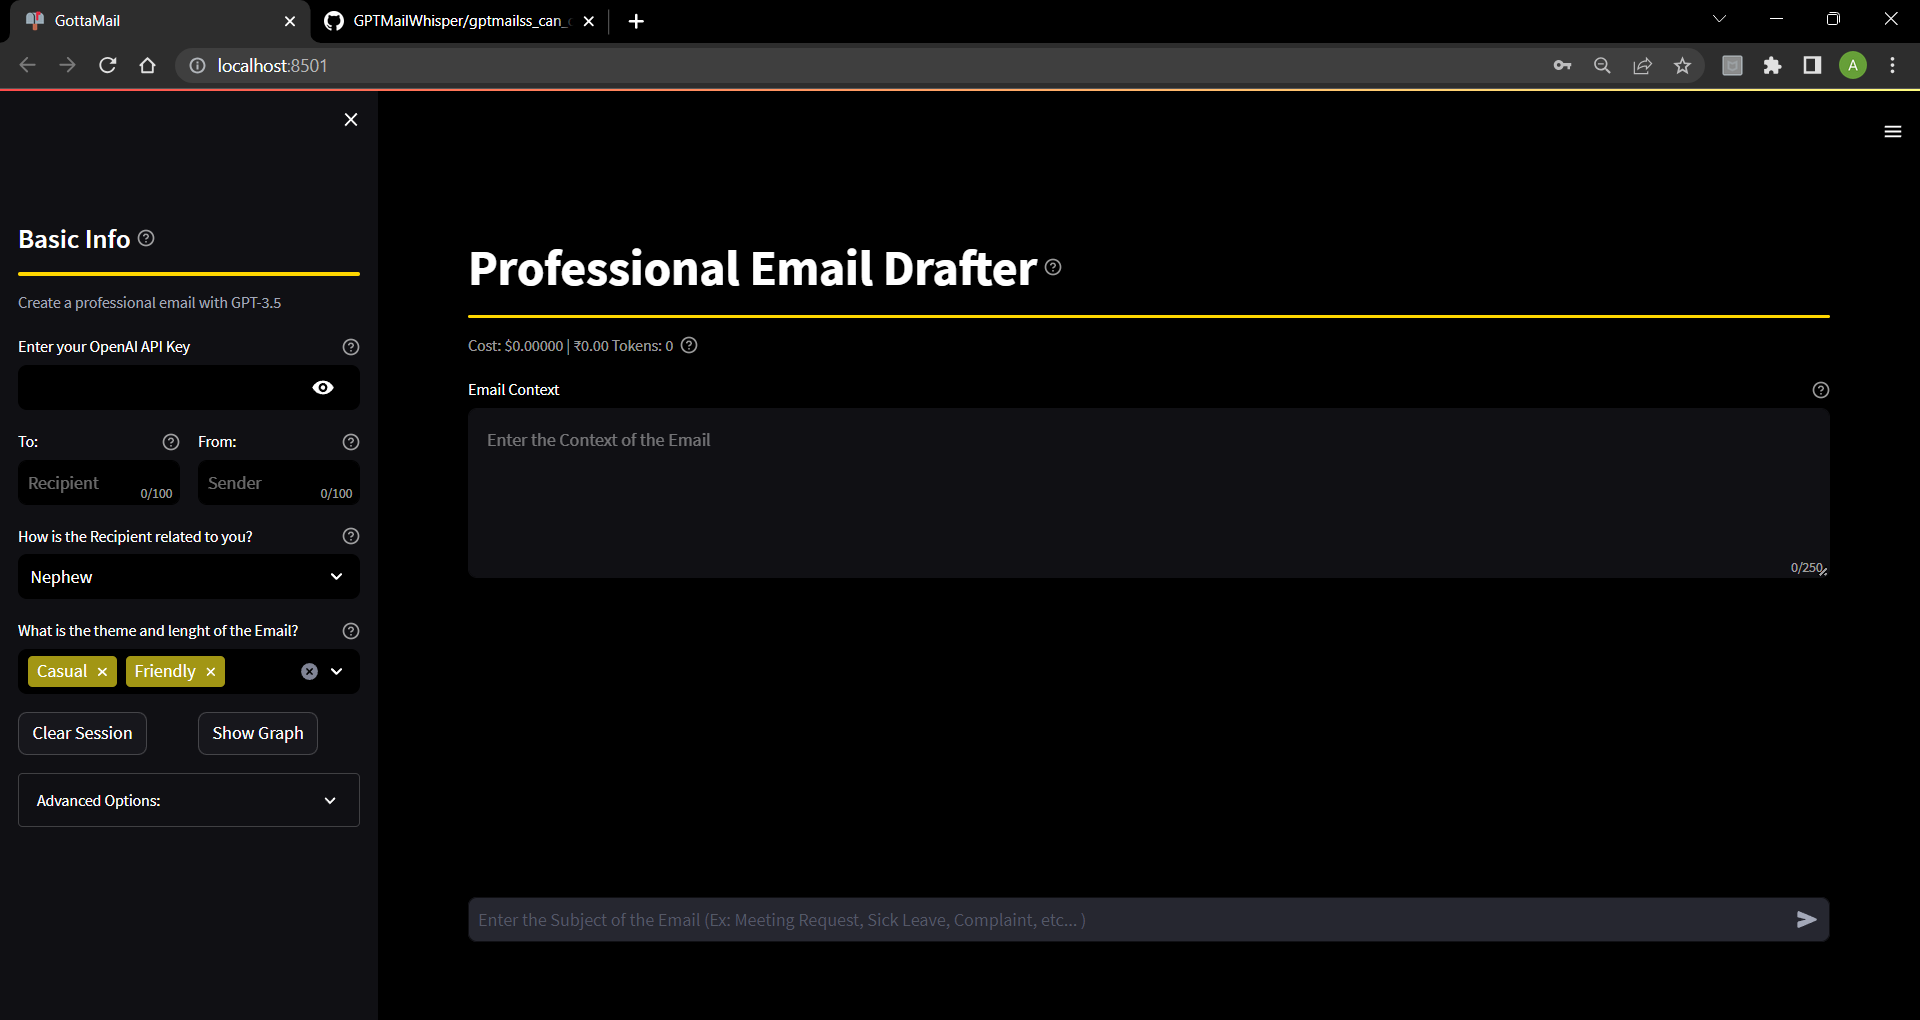 GottaMail
GPTMailWhisper/gptmailss_can_
localhost:8501
A
Basic Info
Create a professional email with GPT-3.5
Enter your OpenAI API Key
To:
From:
Recipient
0/100
Sender
0/100
How is the Recipient related to you?
Nephew
What is the theme and lenght of the Email?
Casual
Friendly
Clear Session
Show Graph
Advanced Options:
Professional Email Drafter
Cost: $0.00000 | ₹0.00 Tokens: 0
Email Context
Enter the Context of the Email
0/250
Enter the Subject of the Email (Ex: Meeting Request, Sick Leave, Complaint, etc... )